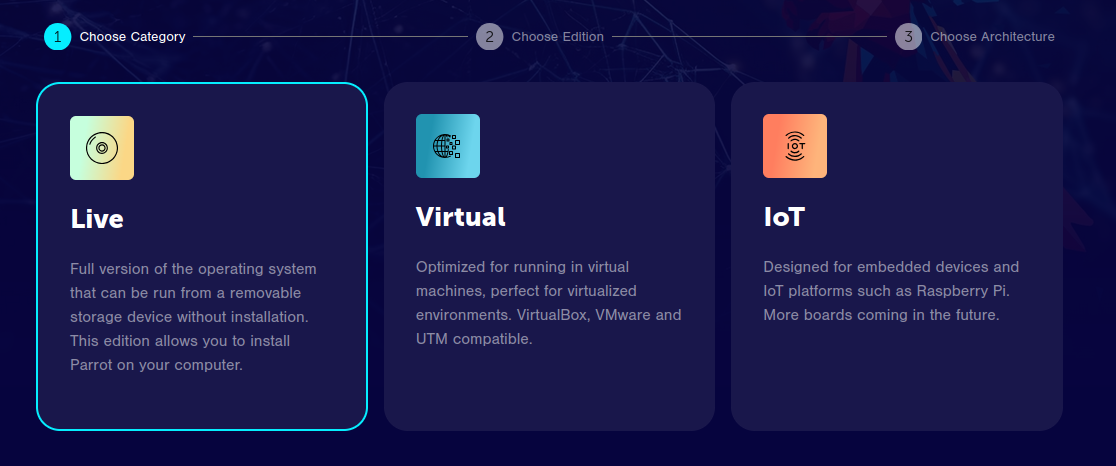 1 Choose Category 2 Choose Edition 3 Choose Architecture
Live
Full version of the operating system
that can be run from a removable
storage device without installation.
This edition allows you to install
Parrot on your computer.
Virtual
Optimized for running in virtual
machines, perfect for virtualized
environments. VirtualBox, VMware and
UTM compatible.
IOT
IoT
Designed for embedded devices and
IoT platforms such as Raspberry Pi.
More boards coming in the future.